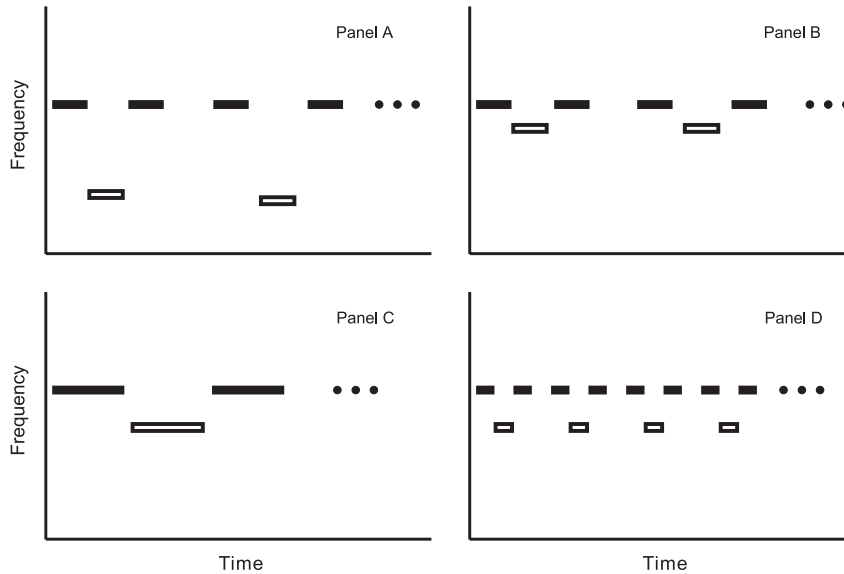 Panel A
Panel B
Frequency
Panel C
Panel D
Frequency
Time
Time